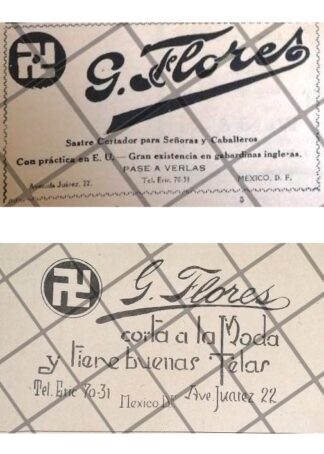 G. Flores
Sastre Cortador para Señoras y Caballeros
Con práctica en E. U. — Gran existencia en gabardinas inglesas.
PASE A VERLAS
Avenida Juárez, 22. Tel. Eric. 70-31 MEXICO, D. F.
G. Flores
corta a la Moda
y tiene buenas Telas
Tel. Eric 70-31 Mexico D.F. Ave. Juarez 22